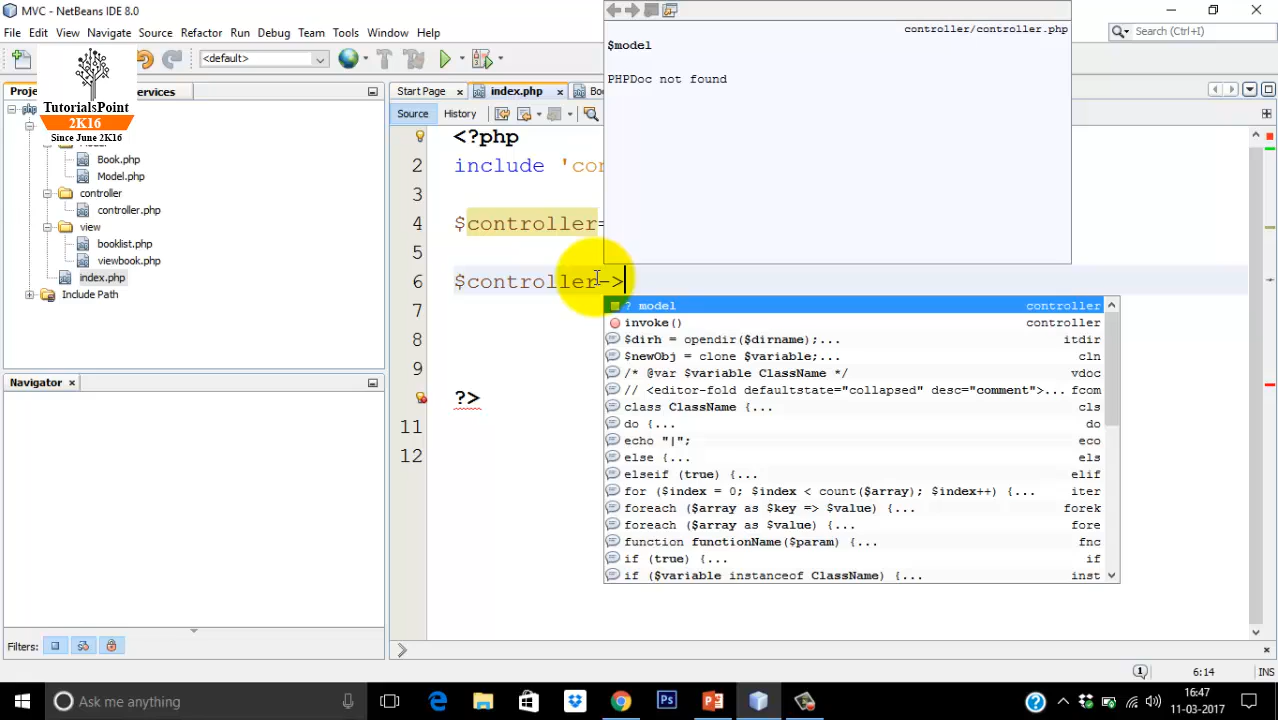 MVC - NetBeans IDE 8.0
File Edit View Navigate Source Refactor Run Debug Team Tools Window Help
Search (Ctrl+I)
<default>
TutorialsPoint
2K16
Since June 2K16
Start Page
index.php
Source
History
Book.php
Model.php
controller
controller.php
view
booklist.php
viewbook.php
index.php
Include Path
Navigator
Filters:
<?php
2 include
3
4 $controller=
5
6 $controller->
7
8
9
?>
11
12
controller/controller.php
$model
PHPDoc not found
? model controller
invoke() controller
$dirh = opendir($dirname);... itdir
$newObj = clone $variable;... cln
/* @var $variable ClassName */ vdoc
// <editor-fold defaultstate="collapsed" desc="comment">... fcom
class ClassName {... cls
do {... do
echo "|"; eco
else {... els
elseif (true) {... elif
for ($index = 0; $index < count($array); $index++) {... iter
foreach ($array as $key => $value) {... forek
foreach ($array as $value) {... fore
function functionName($param) {... fnc
if (true) {... if
if ($variable instanceof ClassName) {... inst
1
6:14
INS
Ask me anything
16:47
11-03-2017